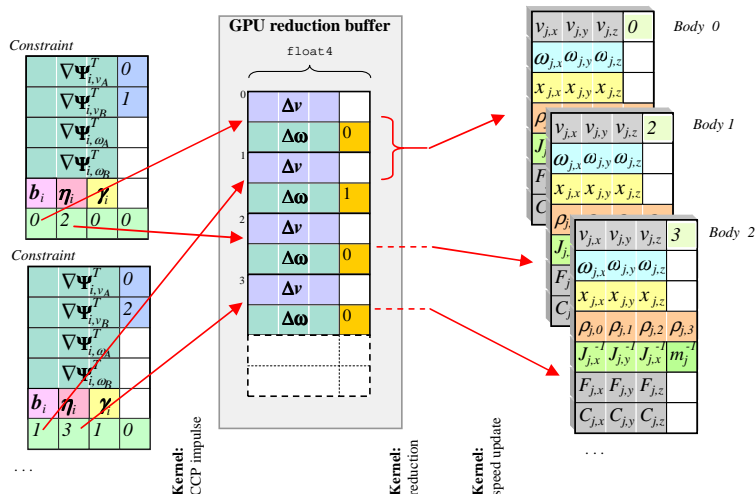 GPU reduction buffer
float4
Constraint
∇Ψ^T_{i,v_A} 0
∇Ψ^T_{i,v_B} 1
∇Ψ^T_{i,ω_A}
∇Ψ^T_{i,ω_B}
b_i η_i γ_i
0 2 0 0
Constraint
∇Ψ^T_{i,v_A} 0
∇Ψ^T_{i,v_B} 2
∇Ψ^T_{i,ω_A}
∇Ψ^T_{i,ω_B}
b_i η_i γ_i
1 3 1 0
. . .
0 Δv
Δω 0
1 Δv
Δω 1
2 Δv
Δω 0
3 Δv
Δω 0
Kernel:
CCP impulse
Kernel:
reduction
Kernel:
speed update
Body 0
v_{j,x} v_{j,y} v_{j,z} 0
ω_{j,x} ω_{j,y} ω_{j,z}
x_{j,x} x_{j,y} x_{j,z}
Body 1
v_{j,x} v_{j,y} v_{j,z} 2
ω_{j,x} ω_{j,y} ω_{j,z}
x_{j,x} x_{j,y} x_{j,z}
Body 2
v_{j,x} v_{j,y} v_{j,z} 3
ω_{j,x} ω_{j,y} ω_{j,z}
x_{j,x} x_{j,y} x_{j,z}
ρ_{j,0} ρ_{j,1} ρ_{j,2} ρ_{j,3}
J^{-1}_{j,x} J^{-1}_{j,y} J^{-1}_{j,x} m^{-1}_j
F_{j,x} F_{j,y} F_{j,z}
C_{j,x} C_{j,y} C_{j,z}
. . .